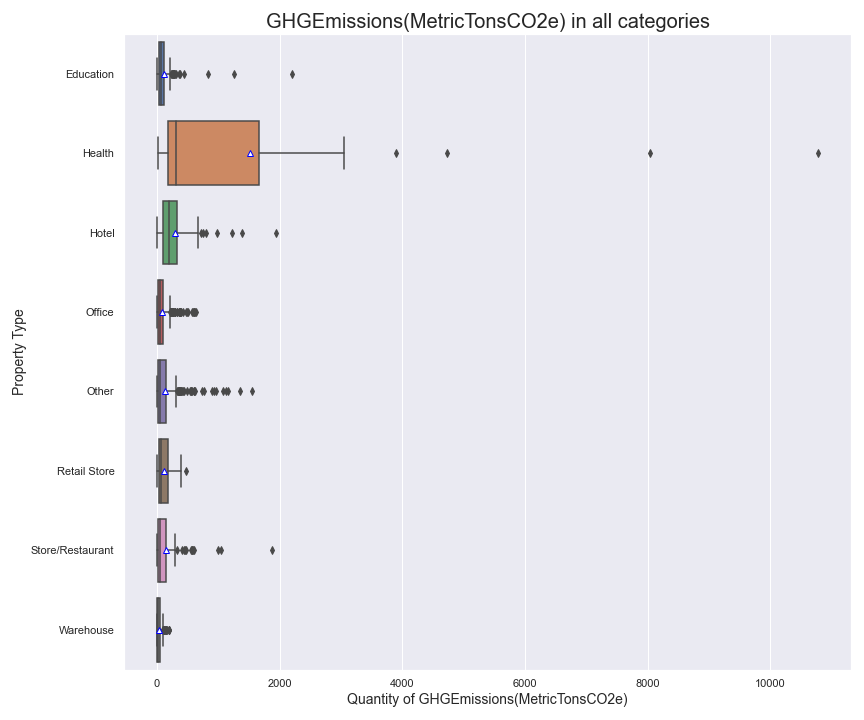 GHGEmissions(MetricTonsCO2e) in all categories
Property Type
Education
Health
Hotel
Office
Other
Retail Store
Store/Restaurant
Warehouse
0 2000 4000 6000 8000 10000
Quantity of GHGEmissions(MetricTonsCO2e)